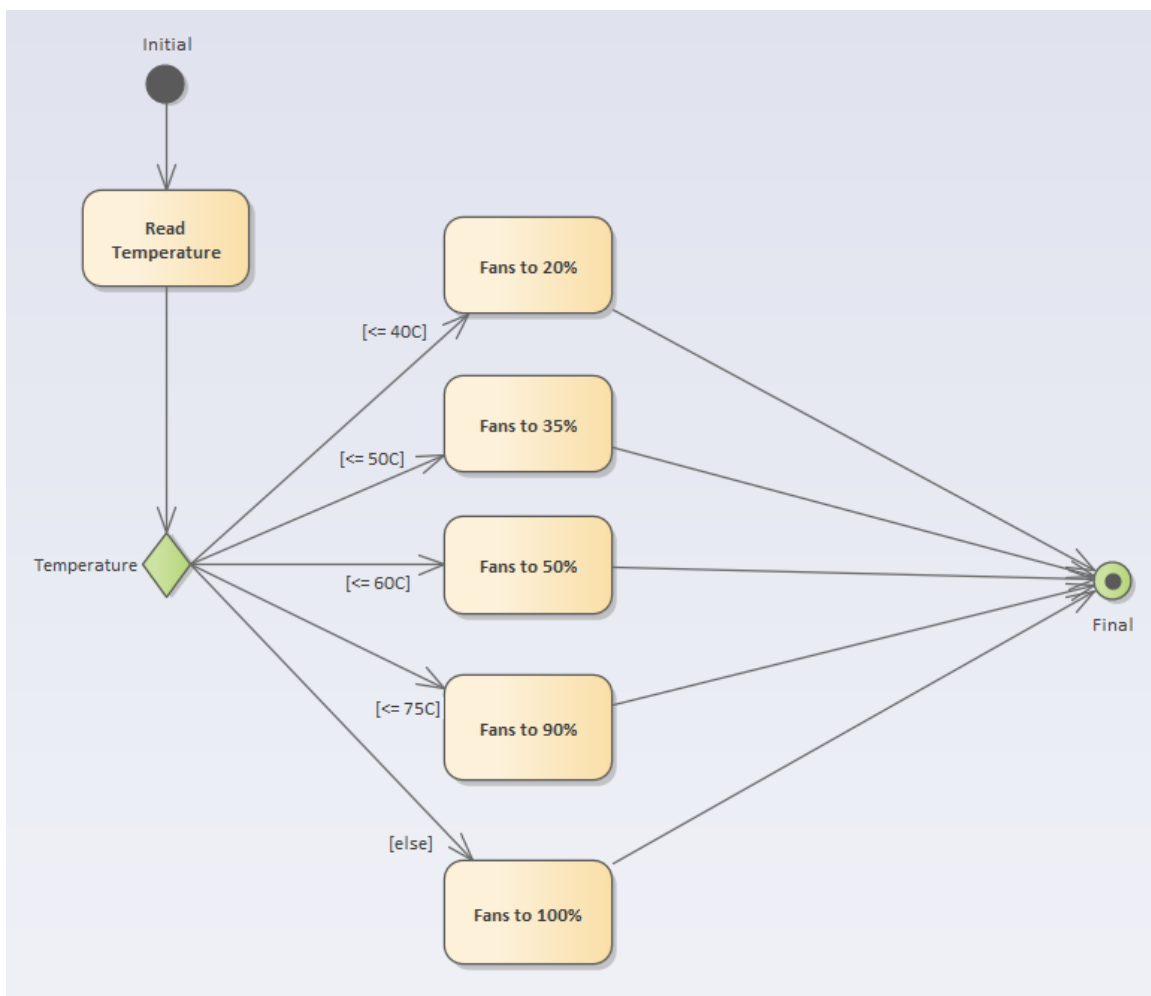 Initial
Read
Temperature
Fans to 20%
[<= 40C]
Fans to 35%
[<= 50C]
Temperature
Fans to 50%
[<= 60C]
Final
[<= 75C]
Fans to 90%
[else]
Fans to 100%